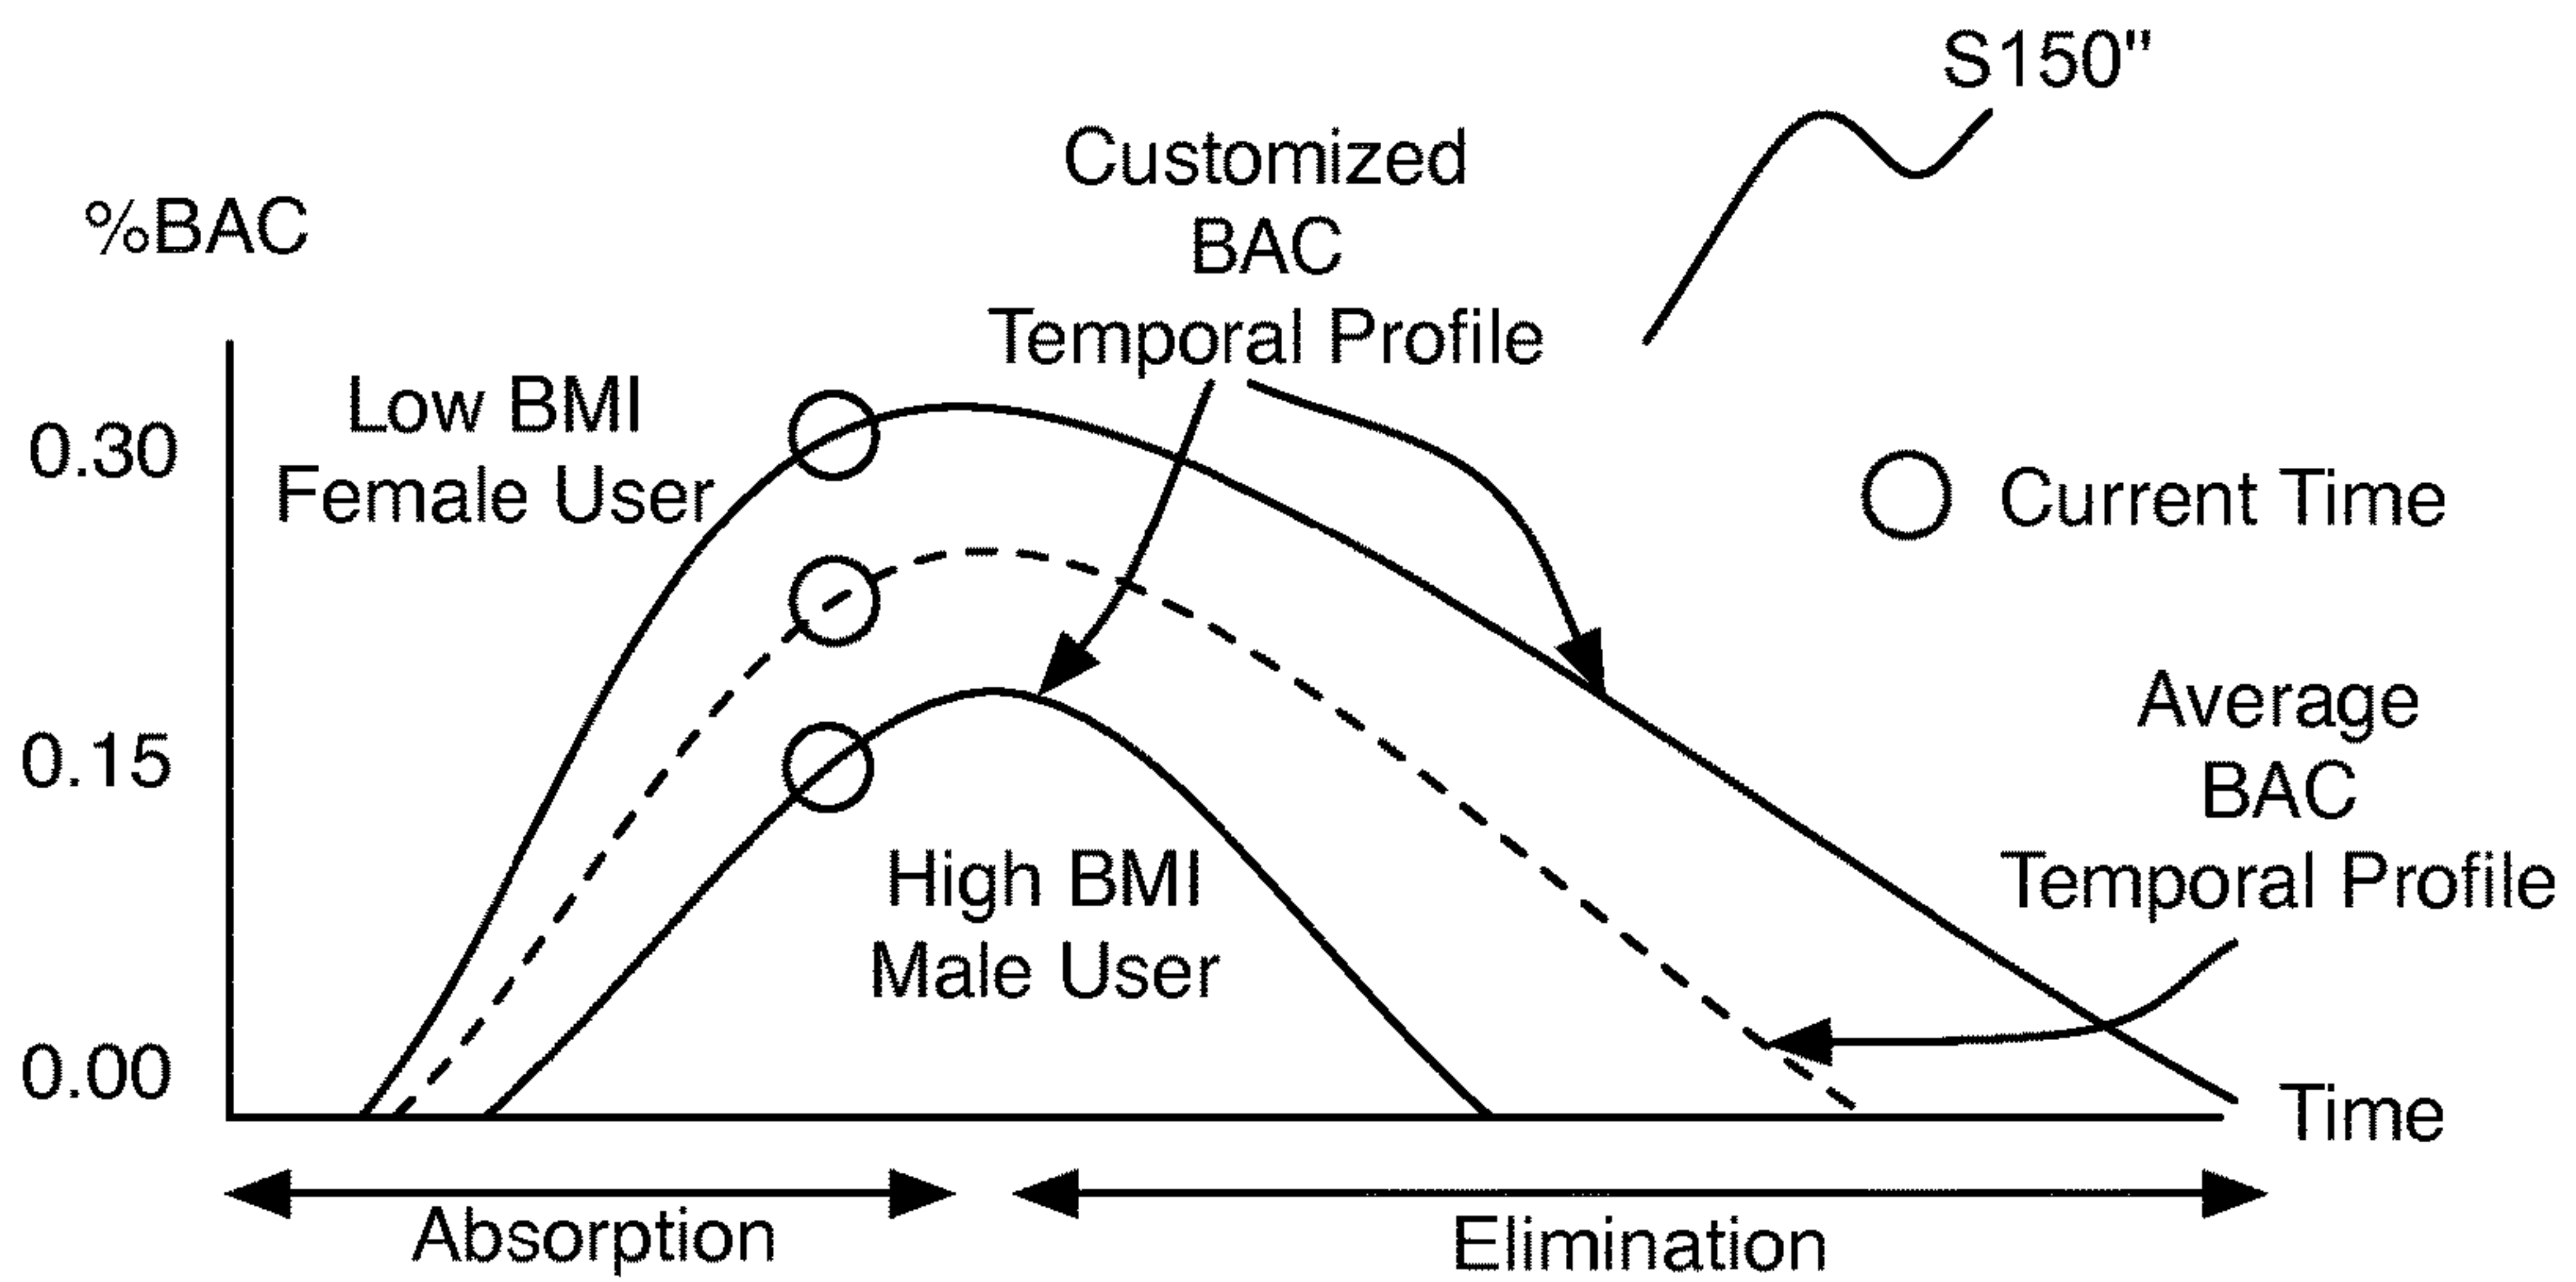 S150"
Customized
BAC
Temporal Profile
%BAC
Low BMI
Female User
0.30
Current Time
Average
BAC
Temporal Profile
0.15
High BMI
Male User
0.00
Time
Absorption
Elimination